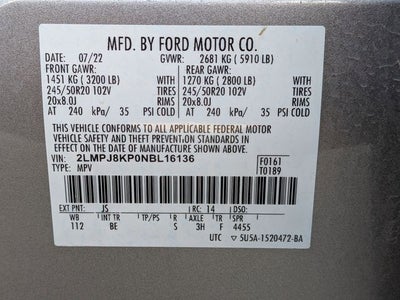 MFD. BY FORD MOTOR CO.
DATE: 07/22 GVWR: 2681 KG ( 5910 LB)
FRONT GAWR: REAR GAWR:
1451 KG ( 3200 LB) 1270 KG ( 2800 LB)
245/50R20 102V TIRES 245/50R20 102V TIRES
20x8.0J RIMS 20x8.0J RIMS
AT 240 kPa/ 35 PSI COLD AT 240 kPa/ 35 PSI COLD
THIS VEHICLE CONFORMS TO ALL APPLICABLE FEDERAL MOTOR
VEHICLE SAFETY AND THEFT PREVENTION STANDARDS
IN EFFECT ON THE DATE OF MANUFACTURE SHOWN ABOVE.
VIN: 2LMPJ8KP0NBL16136 F0161
TYPE: MPV T0189
EXT PNT: JS RC: 14 DSO:
WB INT TR TP/PS R AXLE TR SPR
112 BE S 3H F 4455
UTC 5U5A-1520472-BA